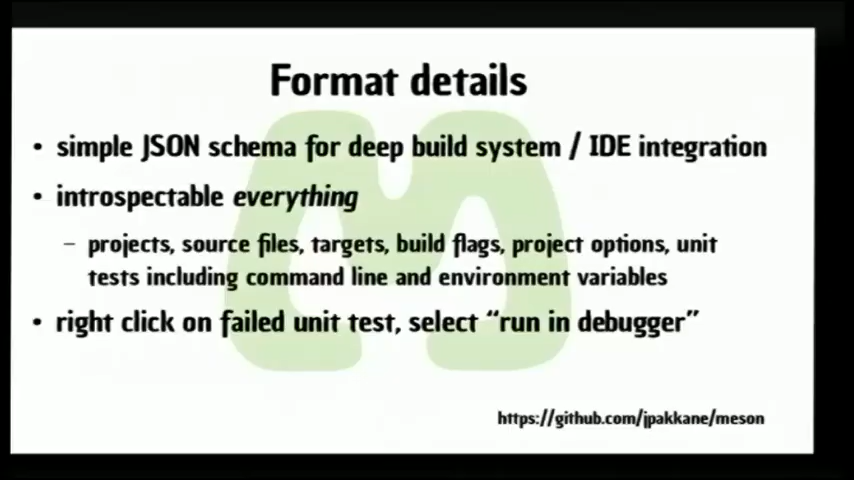 Format details
• simple JSON schema for deep build system / IDE integration
• introspectable everything
– projects, source files, targets, build flags, project options, unit
tests including command line and environment variables
• right click on failed unit test, select “run in debugger”
https://github.com/jpakkane/meson